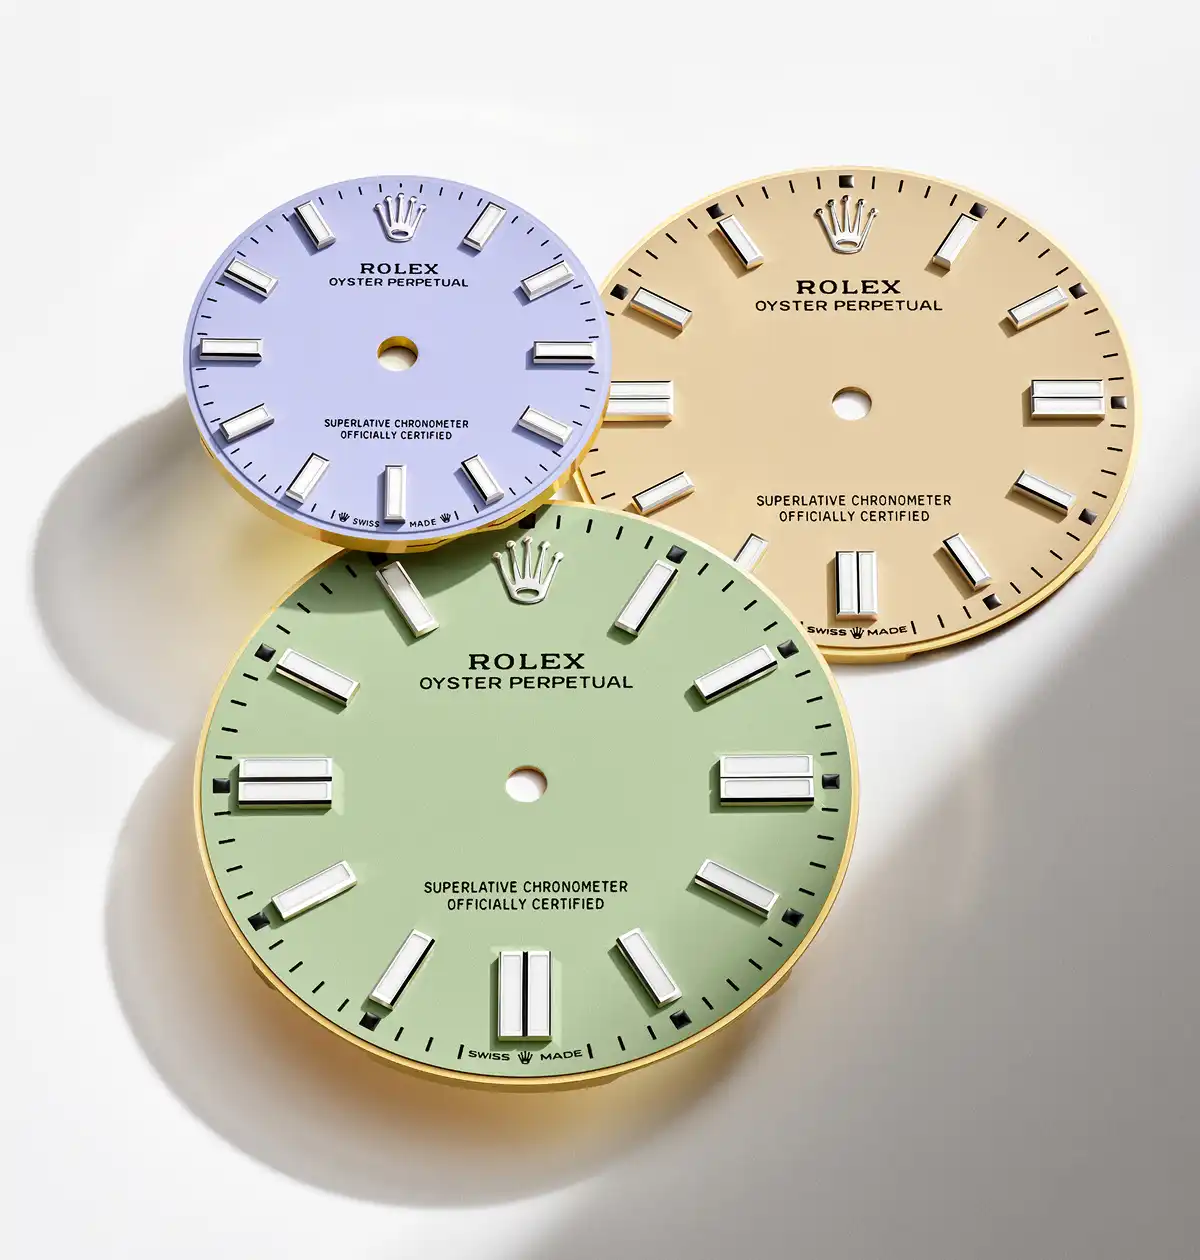 ROLEX
OYSTER PERPETUAL
SUPERLATIVE CHRONOMETER
OFFICIALLY CERTIFIED
SWISS MADE
ROLEX
OYSTER PERPETUAL
SUPERLATIVE CHRONOMETER
OFFICIALLY CERTIFIED
SWISS MADE
ROLEX
OYSTER PERPETUAL
SUPERLATIVE CHRONOMETER
OFFICIALLY CERTIFIED
SWISS MADE